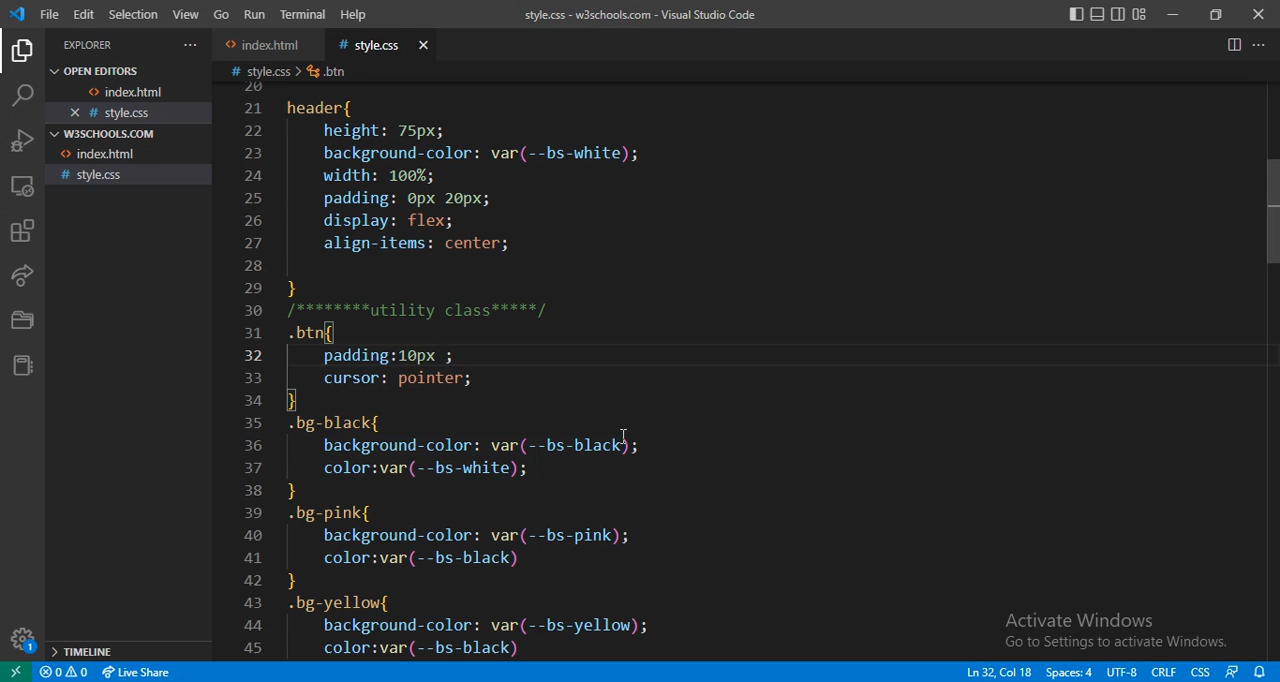 File Edit Selection View Go Run Terminal Help style.css - w3schools.com - Visual Studio Code
EXPLORER ···
index.html
style.css
OPEN EDITORS
index.html
style.css
W3SCHOOLS.COM
index.html
style.css
TIMELINE
# style.css > .btn
20
21 header{
22 height: 75px;
23 background-color: var(--bs-white);
24 width: 100%;
25 padding: 0px 20px;
26 display: flex;
27 align-items: center;
28
29 }
30 /********utility class*****/
31 .btn{
32 padding:10px ;
33 cursor: pointer;
34 }
35 .bg-black{
36 background-color: var(--bs-black);
37 color:var(--bs-white);
38 }
39 .bg-pink{
40 background-color: var(--bs-pink);
41 color:var(--bs-black)
42 }
43 .bg-yellow{
44 background-color: var(--bs-yellow);
45 color:var(--bs-black)
Activate Windows
Go to Settings to activate Windows.
1
0 0 Live Share Ln 32, Col 18 Spaces: 4 UTF-8 CRLF CSS